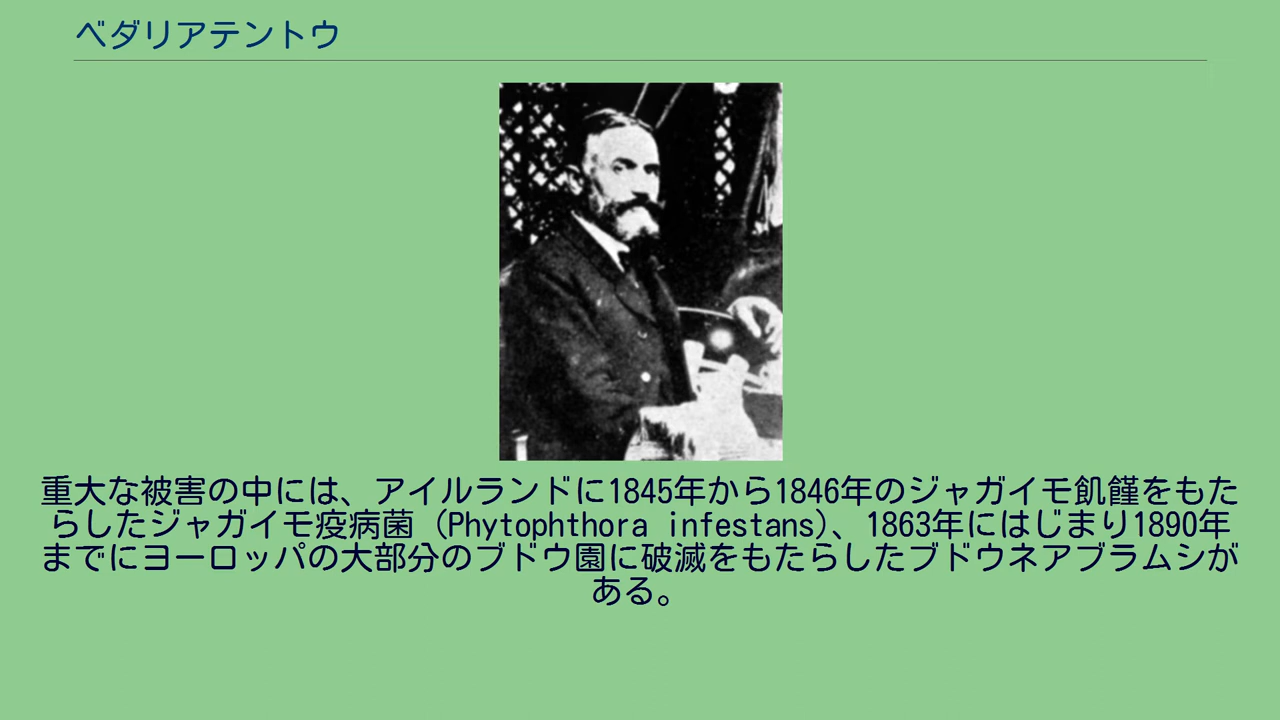 ベダリアテントウ
重大な被害の中には、アイルランドに1845年から1846年のジャガイモ飢饉をもた
らしたジャガイモ疫病菌（Phytophthora infestans)、1863年にはじまり1890年
までにヨーロッパの大部分のブドウ園に破滅をもたらしたブドウネアブラムシが
ある。